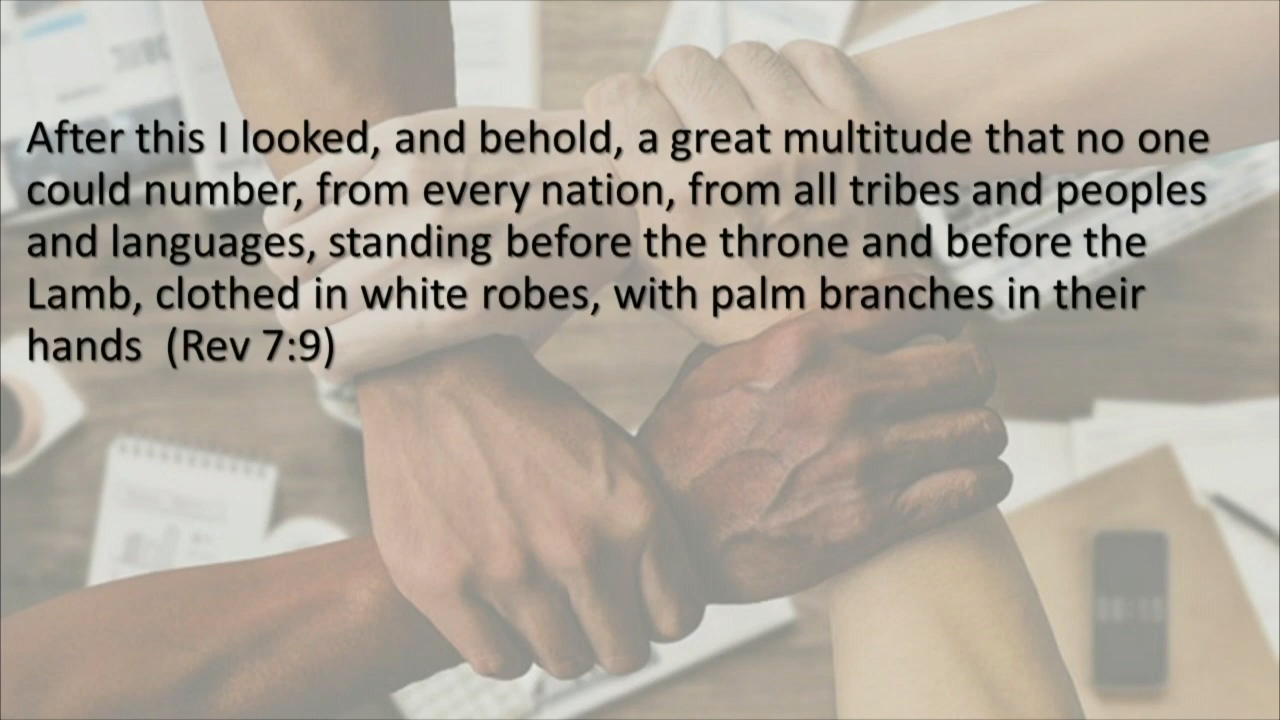 After this I looked, and behold, a great multitude that no one
could number, from every nation, from all tribes and peoples
and languages, standing before the throne and before the
Lamb, clothed in white robes, with palm branches in their
hands  (Rev 7:9)